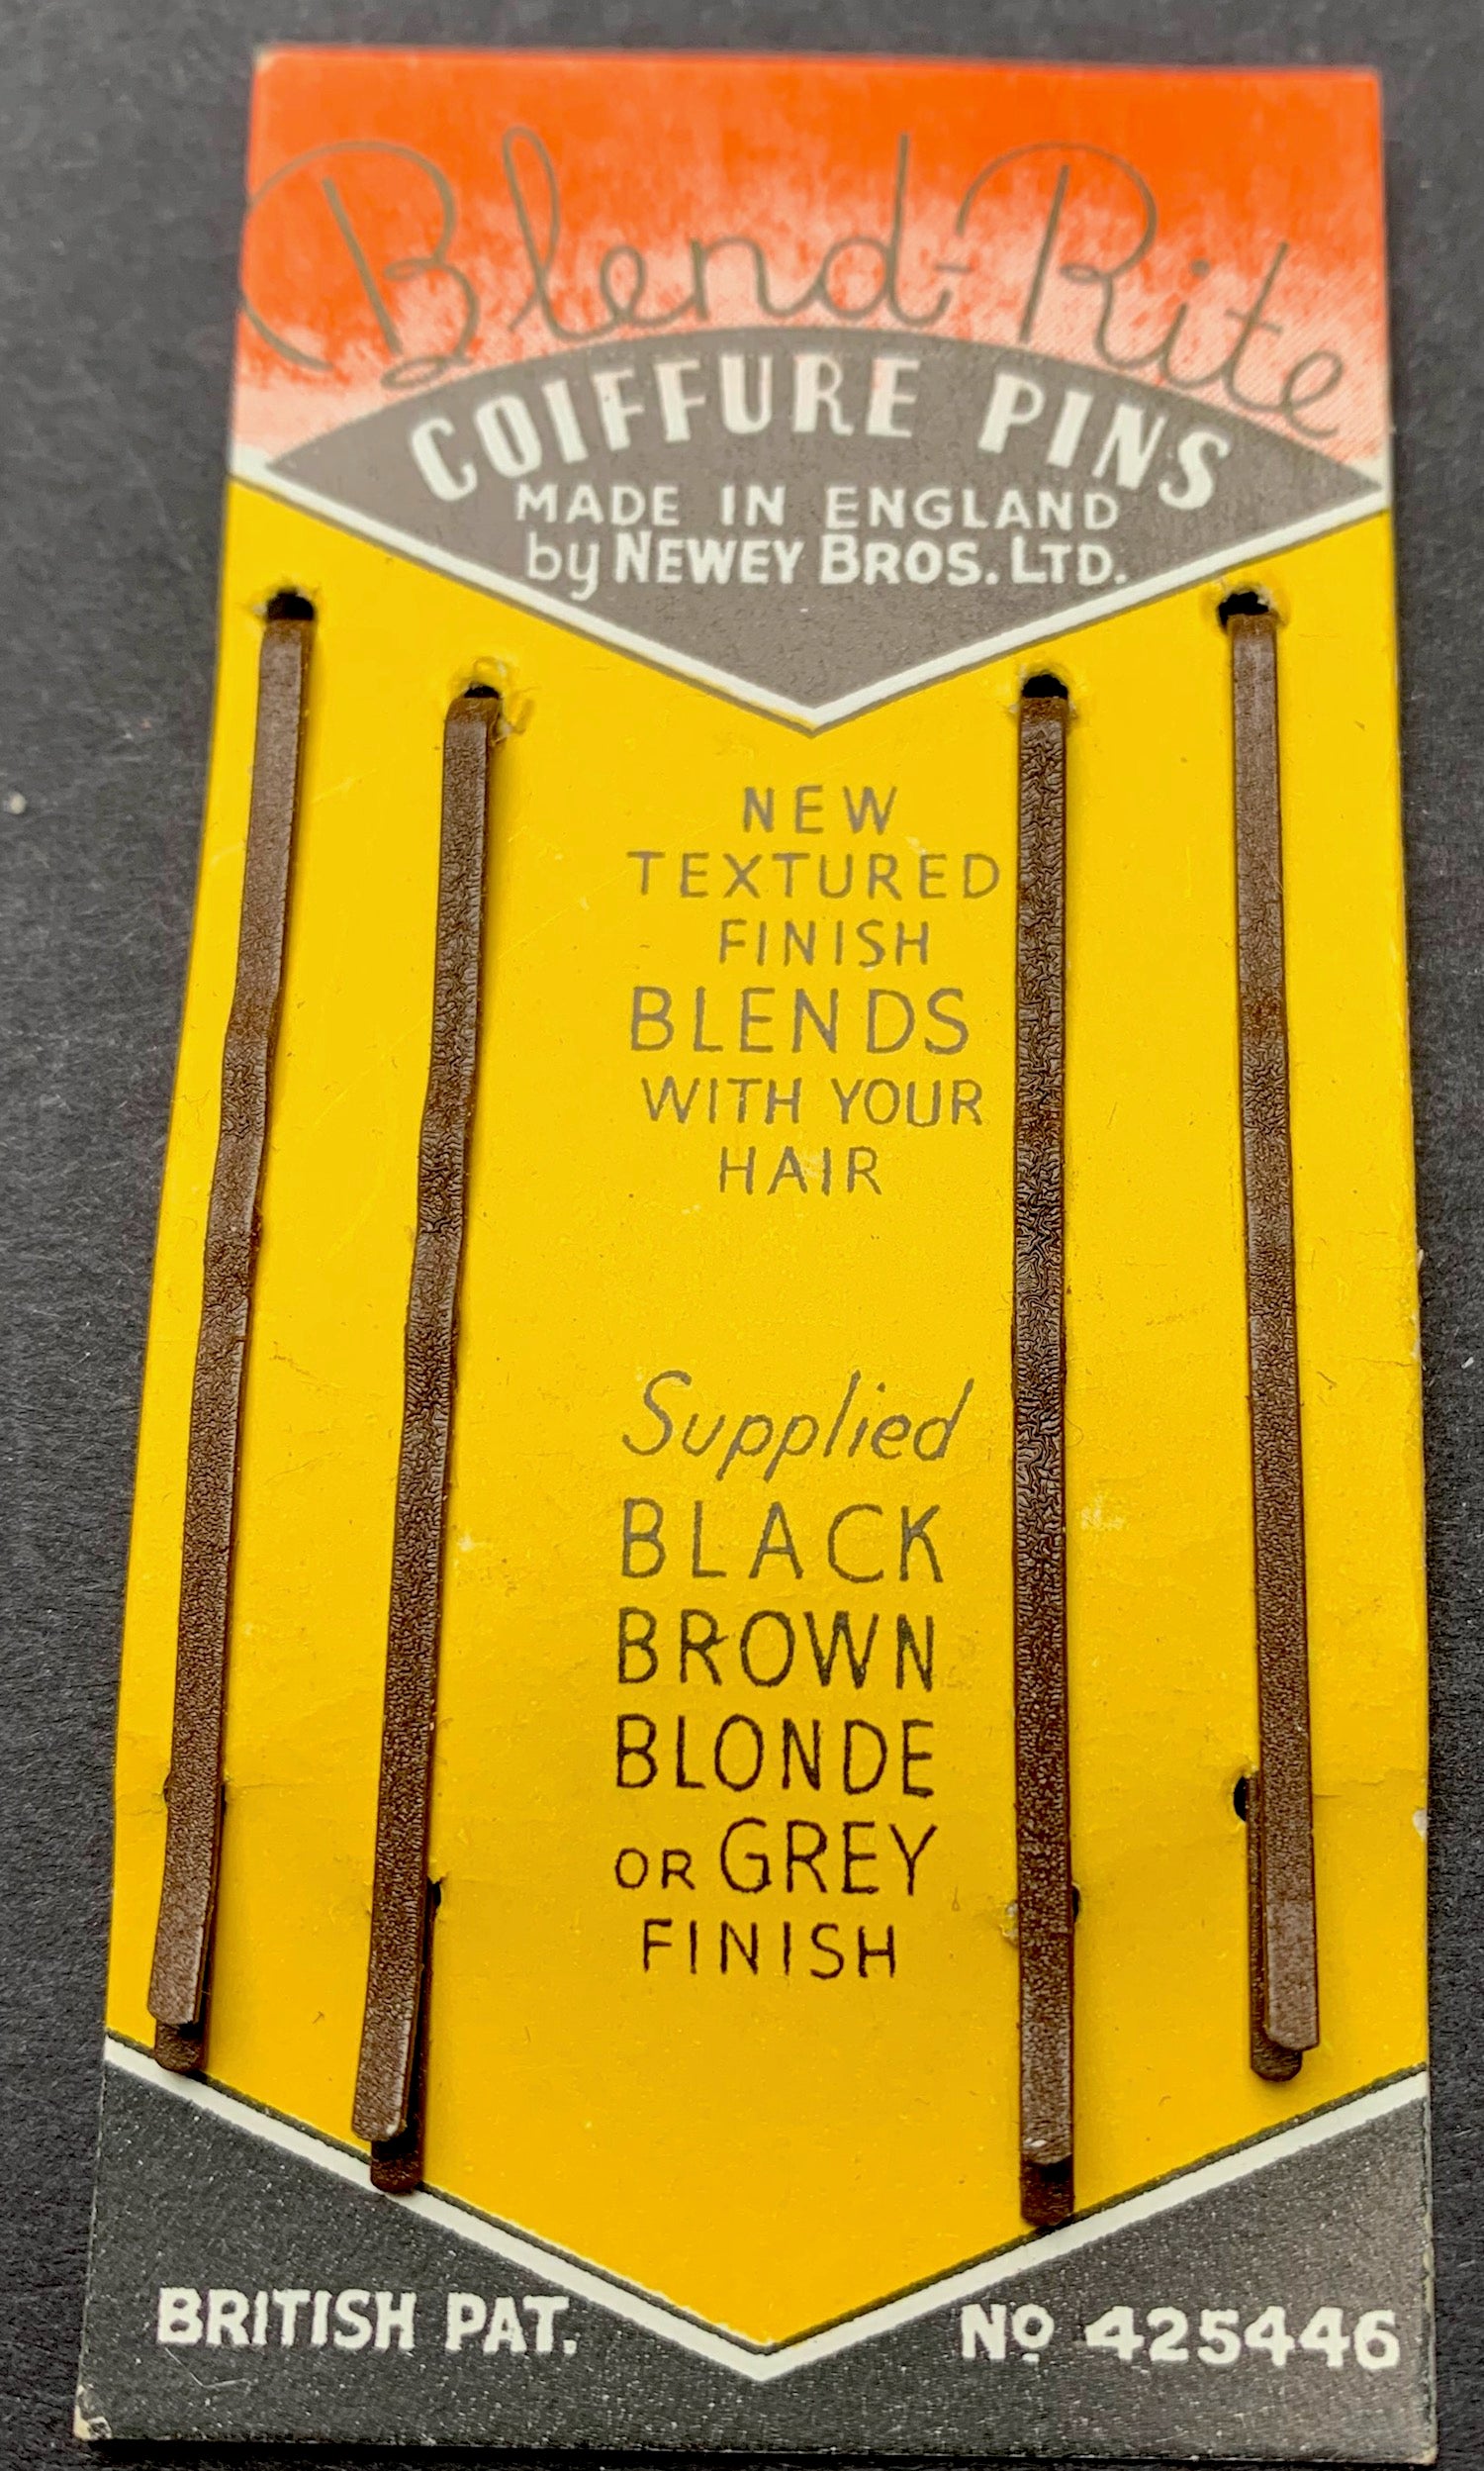 Blend-Rite
COIFFURE PINS
MADE IN ENGLAND
by NEWEY BROS. LTD.
NEW
TEXTURED
FINISH
BLENDS
WITH YOUR
HAIR
Supplied
BLACK
BROWN
BLONDE
OR GREY
FINISH
BRITISH PAT. Nº 425446